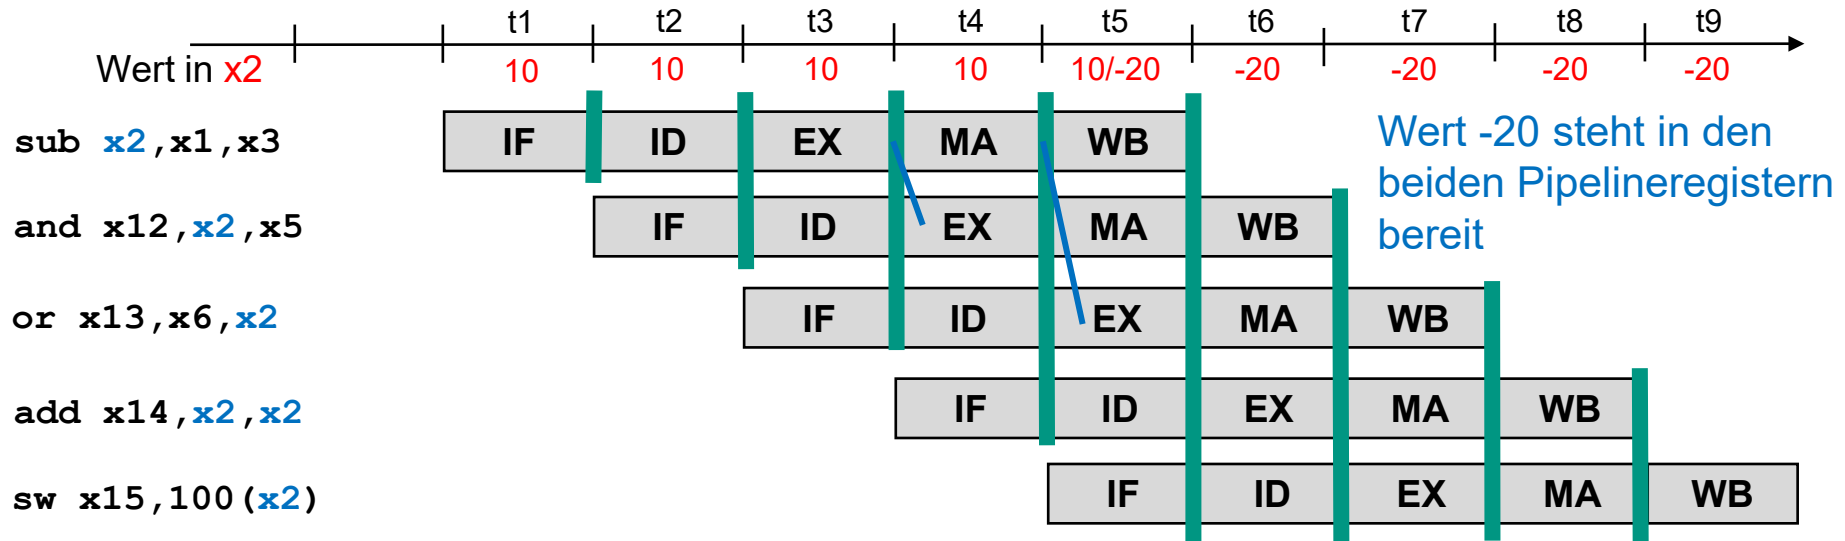 t1 t2 t3 t4 t5 t6 t7 t8 t9
Wert in x2 10 10 10 10 10/-20 -20 -20 -20 -20
sub x2,x1,x3 IF ID EX MA WB
Wert -20 steht in den
beiden Pipelineregistern
bereit
and x12,x2,x5 IF ID EX MA WB
or x13,x6,x2 IF ID EX MA WB
add x14,x2,x2 IF ID EX MA WB
sw x15,100(x2) IF ID EX MA WB